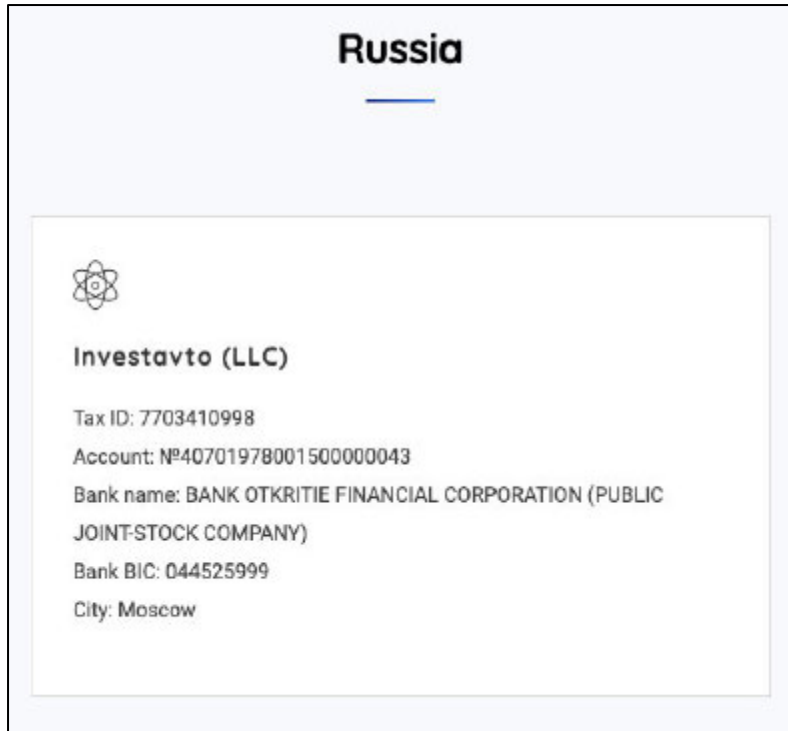 Russia
Investavto (LLC)
Tax ID: 7703410998
Account: №40701978001500000043
Bank name: BANK OTKRITIE FINANCIAL CORPORATION (PUBLIC
JOINT-STOCK COMPANY)
Bank BIC: 044525999
City: Moscow